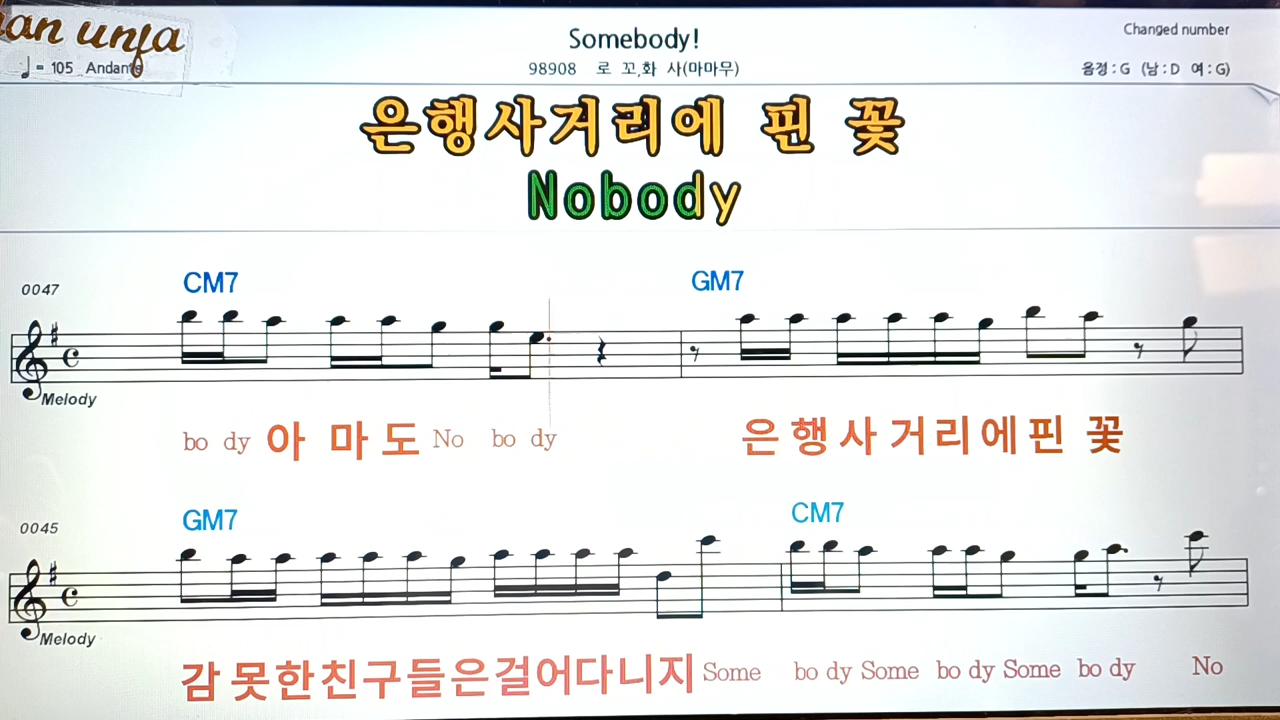 an unfa
Somebody!
Changed number
♩= 105 Andante
98908 로 꼬,화 사(마마무)
음정 : G (남 : D 여 : G)
은행사거리에 핀 꽃
Nobody
CM7 GM7
0047
Melody
bo dy 아 마 도 No bo dy 은 행 사 거 리 에 핀 꽃
GM7 CM7
0045
Melody
감 못 한 친 구 들 은 걸 어 다 니 지 Some bo dy Some bo dy Some bo dy No